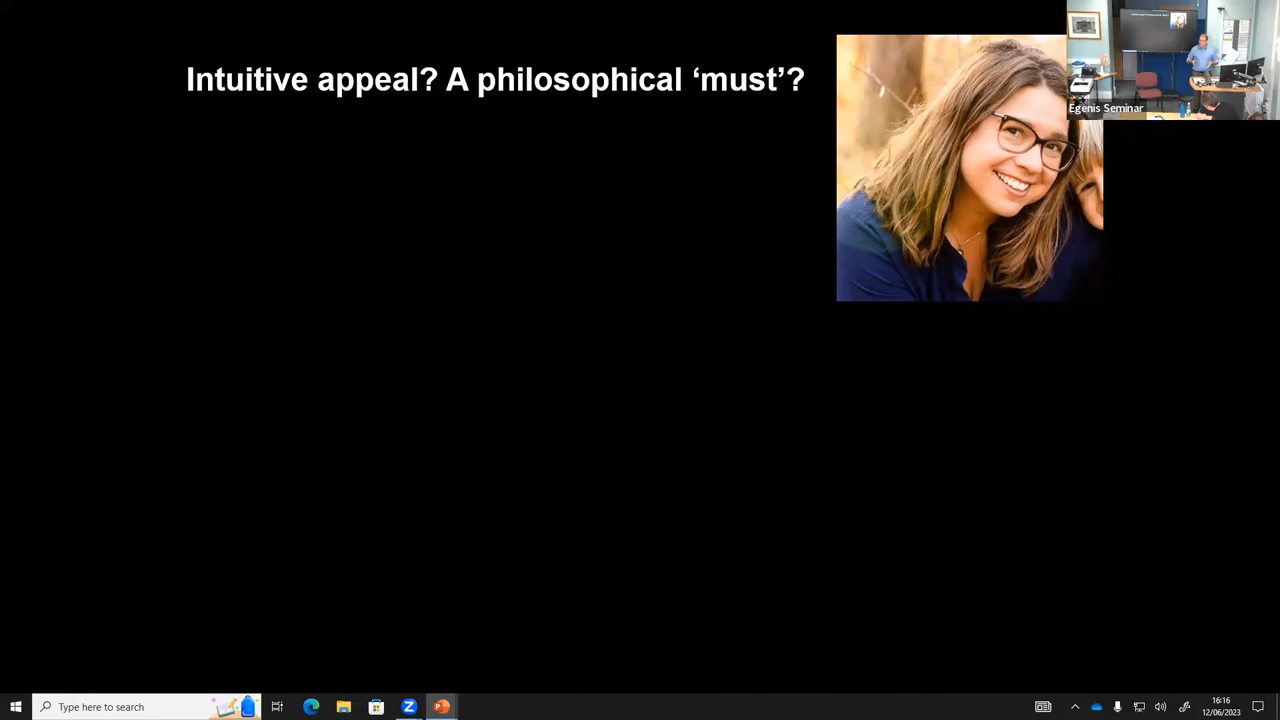 Intuitive appeal? A philosophical ‘must’?
Egenis Seminar
Type here to search
16:16
12/06/2023